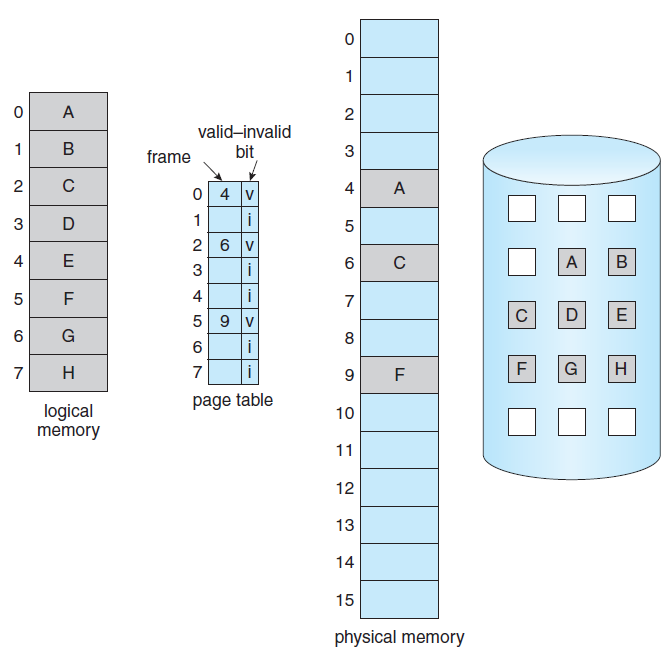 0 A
1 B
2 C
3 D
4 E
5 F
6 G
7 H
logical
memory
valid–invalid
bit
frame
0 4 v
1 i
2 6 v
3 i
4 i
5 9 v
6 i
7 i
page table
0
1
2
3
4 A
5
6 C
7
8
9 F
10
11
12
13
14
15
physical memory
A B
C D E
F G H